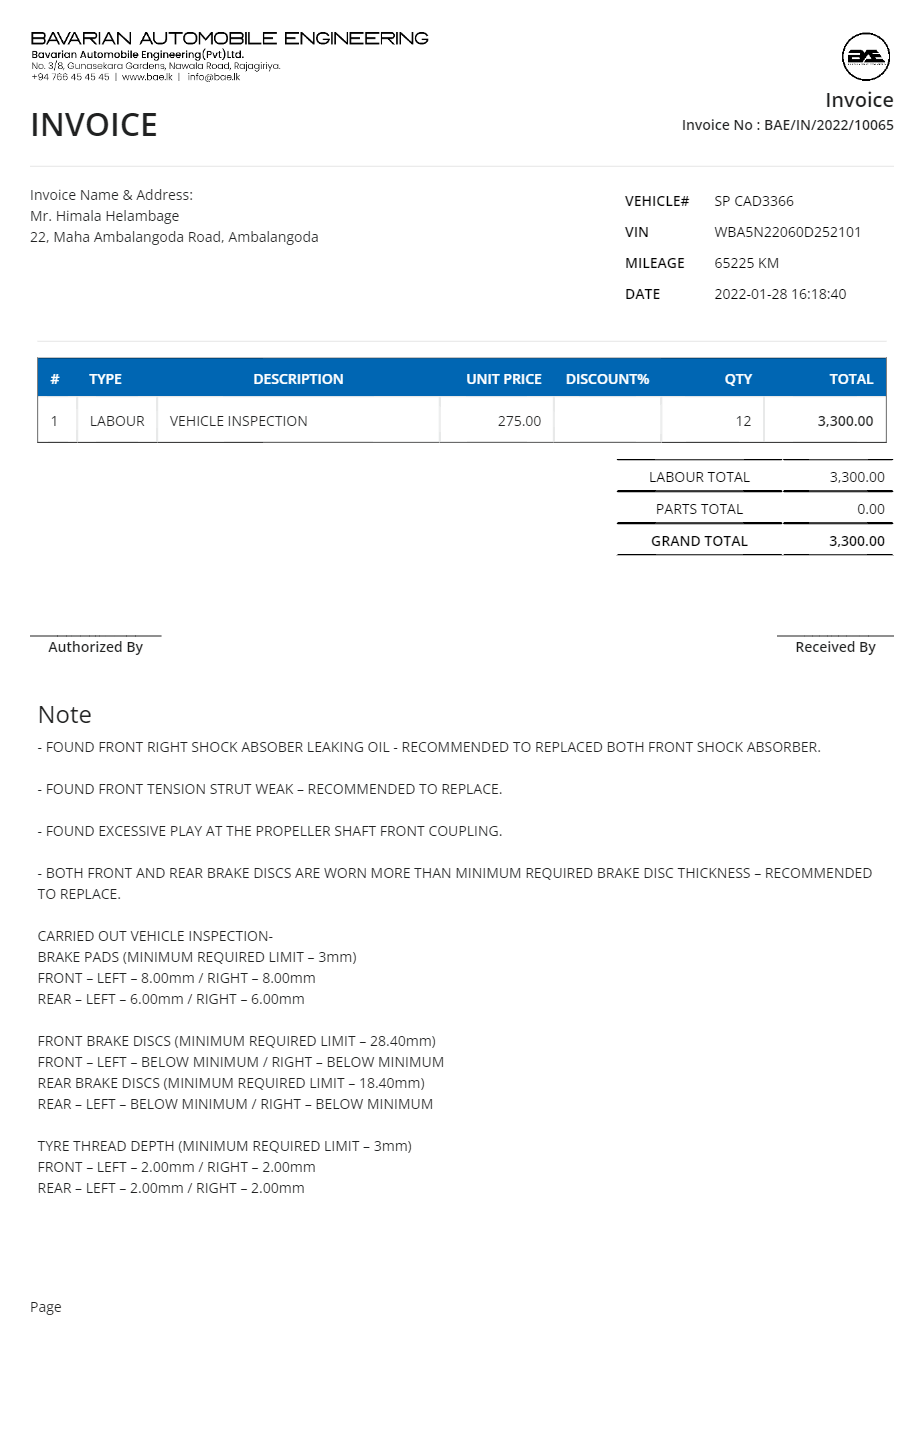 BAVARIAN AUTOMOBILE ENGINEERING
Bavarian Automobile Engineering(Pvt)Ltd.
No. 3/8, Gunasekara Gardens, Nawala Road, Rajagiriya.
+94 766 45 45 45 | www.bae.lk | info@bae.lk
BAE
Invoice
INVOICE
Invoice No : BAE/IN/2022/10065
Invoice Name & Address:
Mr. Himala Helambage
22, Maha Ambalangoda Road, Ambalangoda
VEHICLE# SP CAD3366
VIN WBA5N22060D252101
MILEAGE 65225 KM
DATE 2022-01-28 16:18:40
# TYPE DESCRIPTION UNIT PRICE DISCOUNT% QTY TOTAL
1 LABOUR VEHICLE INSPECTION 275.00 12 3,300.00
LABOUR TOTAL 3,300.00
PARTS TOTAL 0.00
GRAND TOTAL 3,300.00
Authorized By Received By
Note
- FOUND FRONT RIGHT SHOCK ABSOBER LEAKING OIL - RECOMMENDED TO REPLACED BOTH FRONT SHOCK ABSORBER.
- FOUND FRONT TENSION STRUT WEAK – RECOMMENDED TO REPLACE.
- FOUND EXCESSIVE PLAY AT THE PROPELLER SHAFT FRONT COUPLING.
- BOTH FRONT AND REAR BRAKE DISCS ARE WORN MORE THAN MINIMUM REQUIRED BRAKE DISC THICKNESS – RECOMMENDED
TO REPLACE.
CARRIED OUT VEHICLE INSPECTION-
BRAKE PADS (MINIMUM REQUIRED LIMIT – 3mm)
FRONT – LEFT – 8.00mm / RIGHT – 8.00mm
REAR – LEFT – 6.00mm / RIGHT – 6.00mm
FRONT BRAKE DISCS (MINIMUM REQUIRED LIMIT – 28.40mm)
FRONT – LEFT – BELOW MINIMUM / RIGHT – BELOW MINIMUM
REAR BRAKE DISCS (MINIMUM REQUIRED LIMIT – 18.40mm)
REAR – LEFT – BELOW MINIMUM / RIGHT – BELOW MINIMUM
TYRE THREAD DEPTH (MINIMUM REQUIRED LIMIT – 3mm)
FRONT – LEFT – 2.00mm / RIGHT – 2.00mm
REAR – LEFT – 2.00mm / RIGHT – 2.00mm
Page